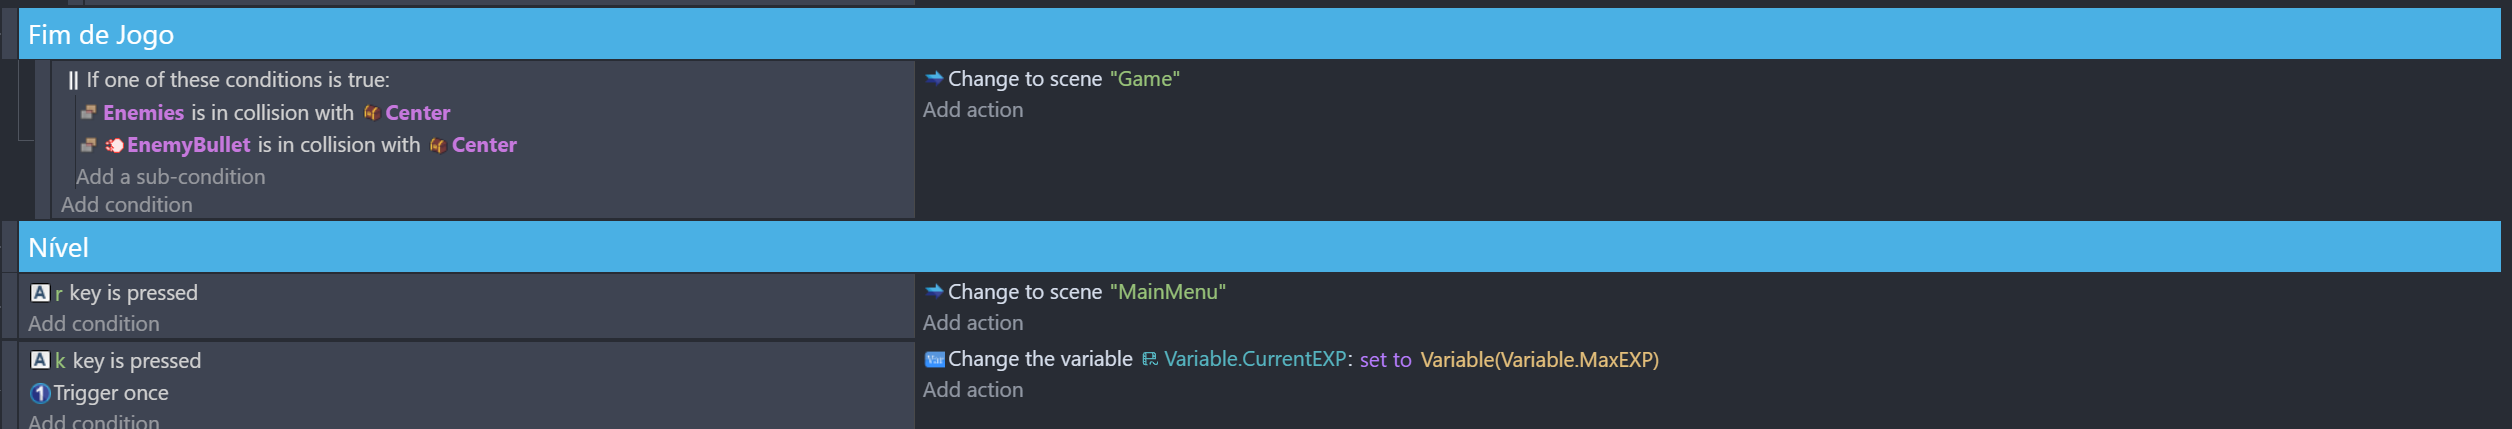 Fim de Jogo
If one of these conditions is true:
Change to scene "Game"
Enemies is in collision with Center
Add action
EnemyBullet is in collision with Center
Add a sub-condition
Add condition
Nível
r key is pressed
Change to scene "MainMenu"
Add condition
Add action
k key is pressed
Change the variable Variable.CurrentEXP: set to Variable(Variable.MaxEXP)
Trigger once
Add action
Add condition